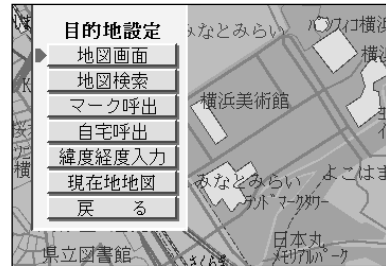 目的地設定
地図画面
地図検索
マーク呼出
自宅呼出
緯度経度入力
現在地地図
戻　る
みなとみらい
パシフィコ横浜
横浜美術館
みなとみらい
よこはま
ランドマークタワー
日本丸
メモリアルパーク
県立図書館
さくらぎ